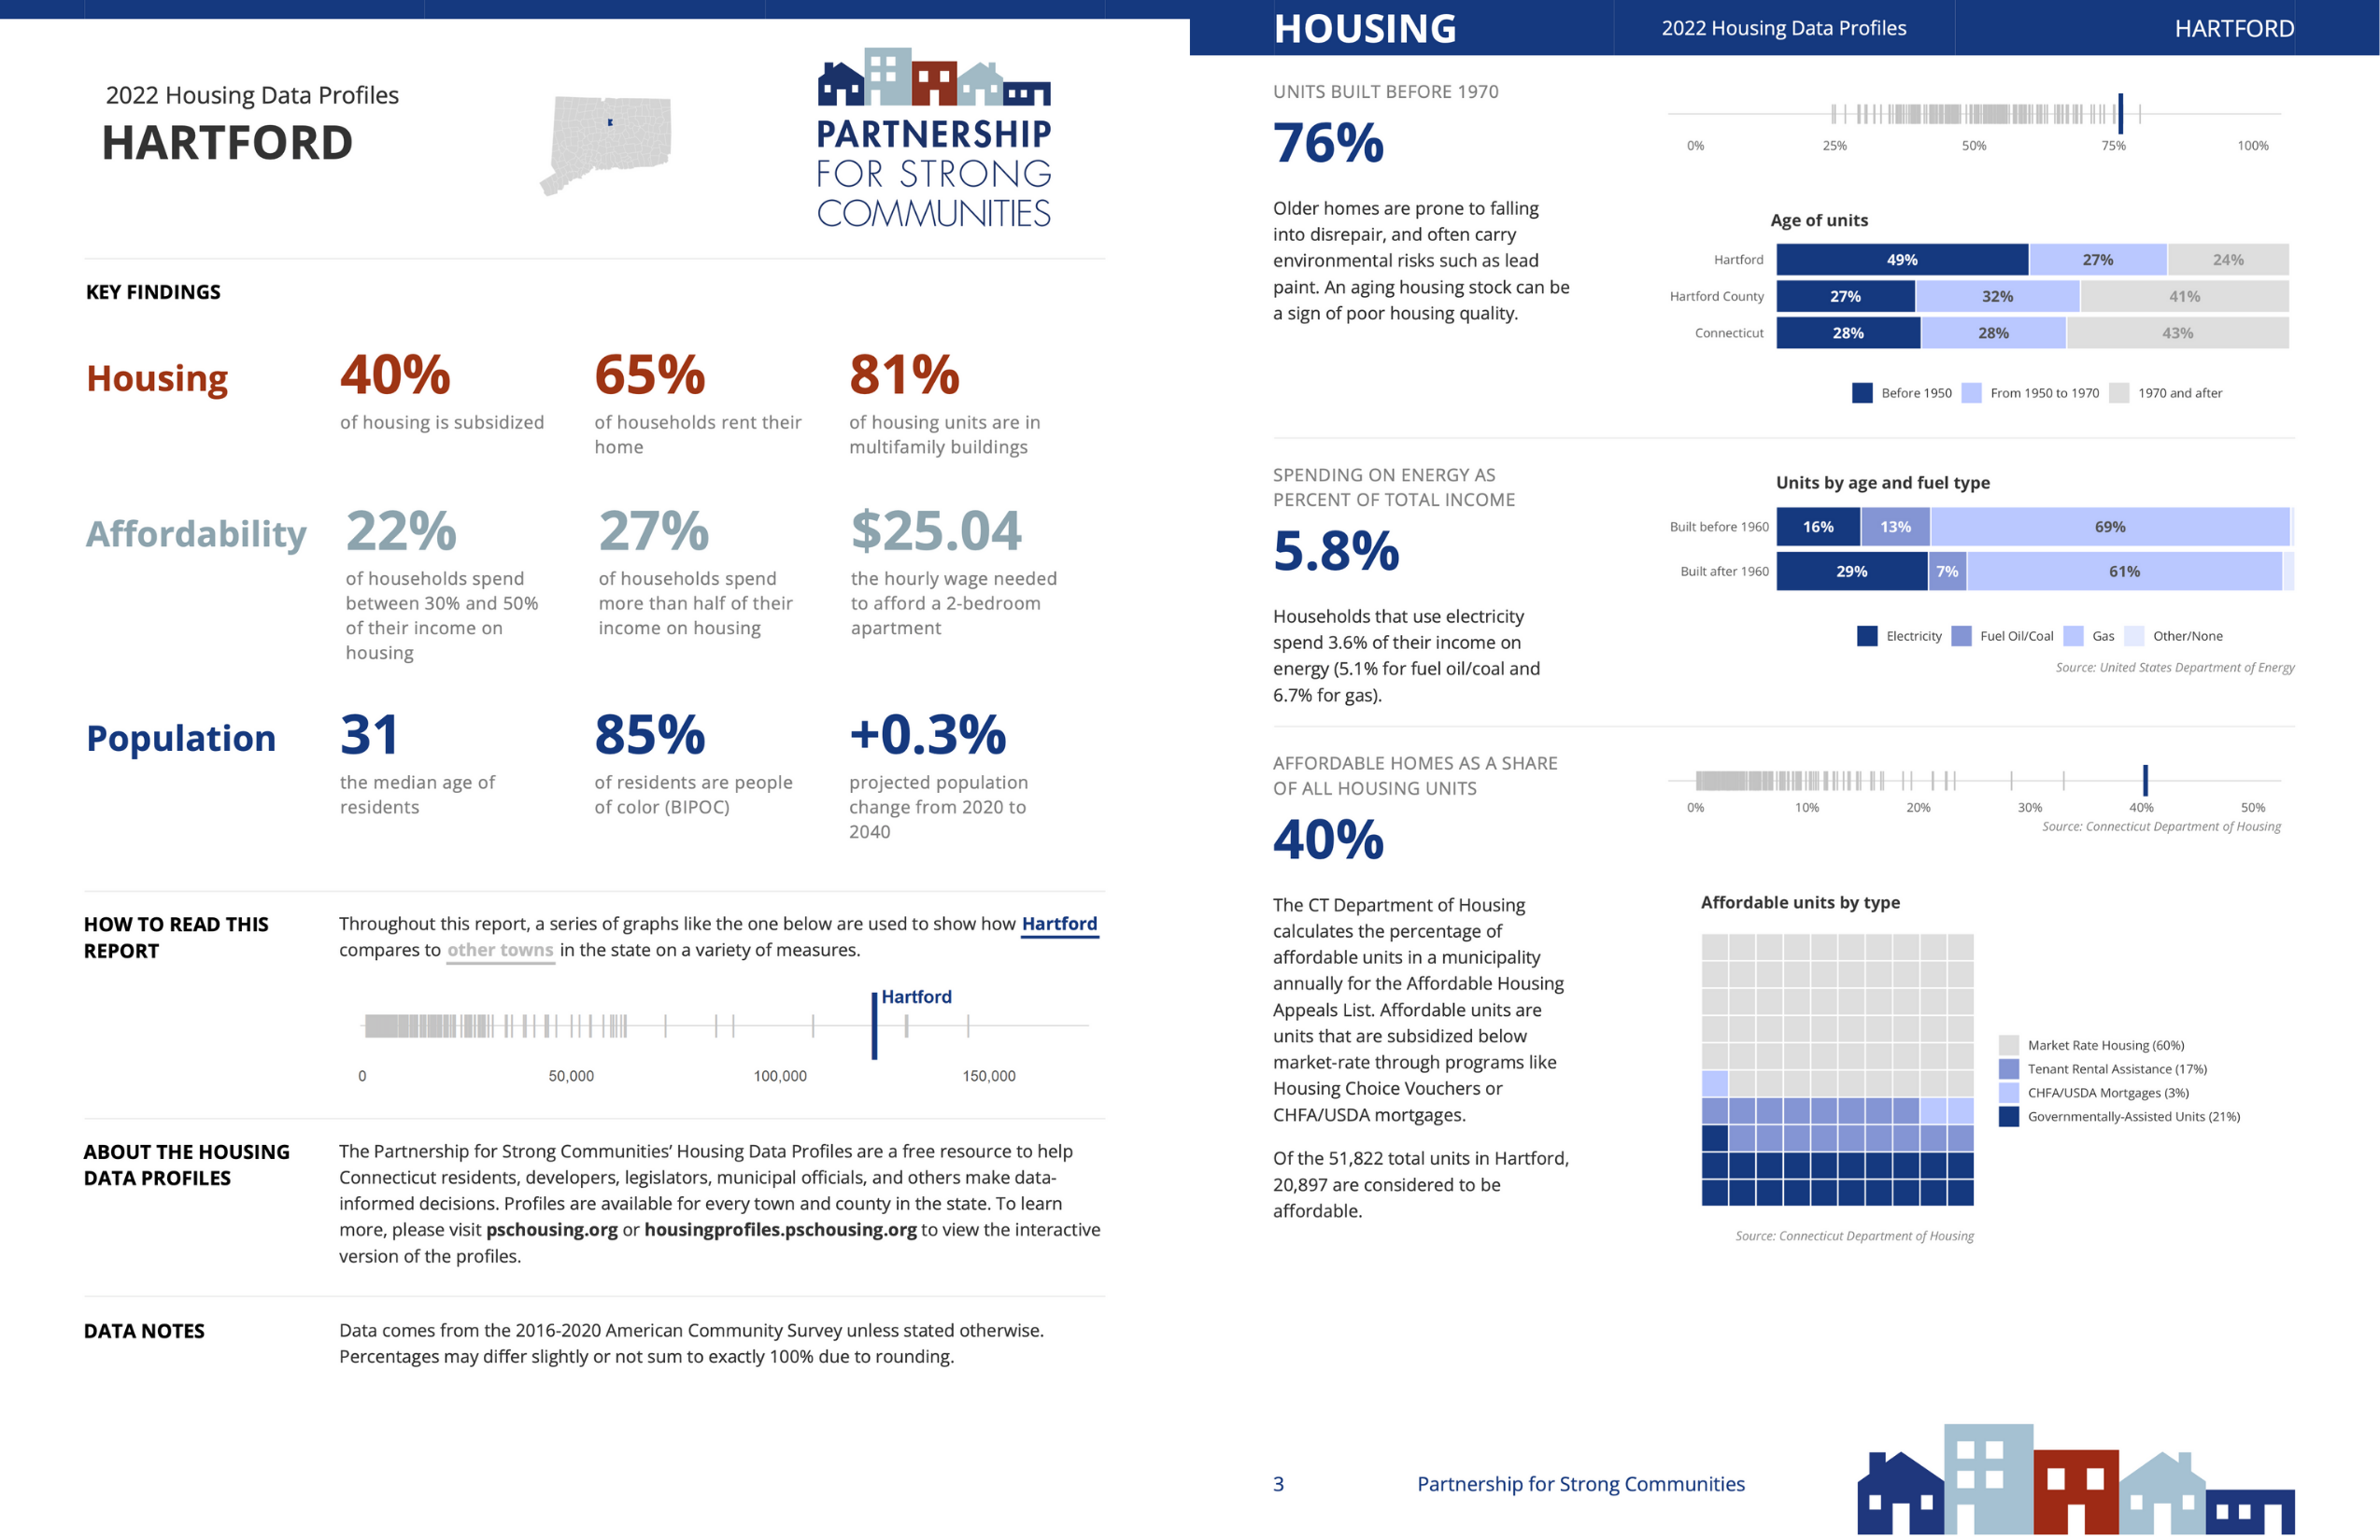 2022 Housing Data Profiles
HARTFORD
PARTNERSHIP
FOR STRONG
COMMUNITIES
KEY FINDINGS
Housing
40%
of housing is subsidized
65%
of households rent their
home
81%
of housing units are in
multifamily buildings
Affordability
22%
of households spend
between 30% and 50%
of their income on
housing
27%
of households spend
more than half of their
income on housing
$25.04
the hourly wage needed
to afford a 2-bedroom
apartment
Population
31
the median age of
residents
85%
of residents are people
of color (BIPOC)
+0.3%
projected population
change from 2020 to
2040
HOW TO READ THIS
REPORT
Throughout this report, a series of graphs like the one below are used to show how Hartford
compares to other towns in the state on a variety of measures.
Hartford
0 50,000 100,000 150,000
ABOUT THE HOUSING
DATA PROFILES
The Partnership for Strong Communities' Housing Data Profiles are a free resource to help
Connecticut residents, developers, legislators, municipal officials, and others make data-
informed decisions. Profiles are available for every town and county in the state. To learn
more, please visit pschousing.org or housingprofiles.pschousing.org to view the interactive
version of the profiles.
DATA NOTES
Data comes from the 2016-2020 American Community Survey unless stated otherwise.
Percentages may differ slightly or not sum to exactly 100% due to rounding.
HOUSING 2022 Housing Data Profiles HARTFORD
UNITS BUILT BEFORE 1970
76%
Older homes are prone to falling
into disrepair, and often carry
environmental risks such as lead
paint. An aging housing stock can be
a sign of poor housing quality.
0% 25% 50% 75% 100%
Age of units
Hartford 49% 27% 24%
Hartford County 27% 32% 41%
Connecticut 28% 28% 43%
Before 1950 From 1950 to 1970 1970 and after
SPENDING ON ENERGY AS
PERCENT OF TOTAL INCOME
5.8%
Households that use electricity
spend 3.6% of their income on
energy (5.1% for fuel oil/coal and
6.7% for gas).
Units by age and fuel type
Built before 1960 16% 13% 69%
Built after 1960 29% 7% 61%
Electricity Fuel Oil/Coal Gas Other/None
Source: United States Department of Energy
AFFORDABLE HOMES AS A SHARE
OF ALL HOUSING UNITS
40%
The CT Department of Housing
calculates the percentage of
affordable units in a municipality
annually for the Affordable Housing
Appeals List. Affordable units are
units that are subsidized below
market-rate through programs like
Housing Choice Vouchers or
CHFA/USDA mortgages.
Of the 51,822 total units in Hartford,
20,897 are considered to be
affordable.
0% 10% 20% 30% 40% 50%
Source: Connecticut Department of Housing
Affordable units by type
Market Rate Housing (60%)
Tenant Rental Assistance (17%)
CHFA/USDA Mortgages (3%)
Governmentally-Assisted Units (21%)
Source: Connecticut Department of Housing
3 Partnership for Strong Communities